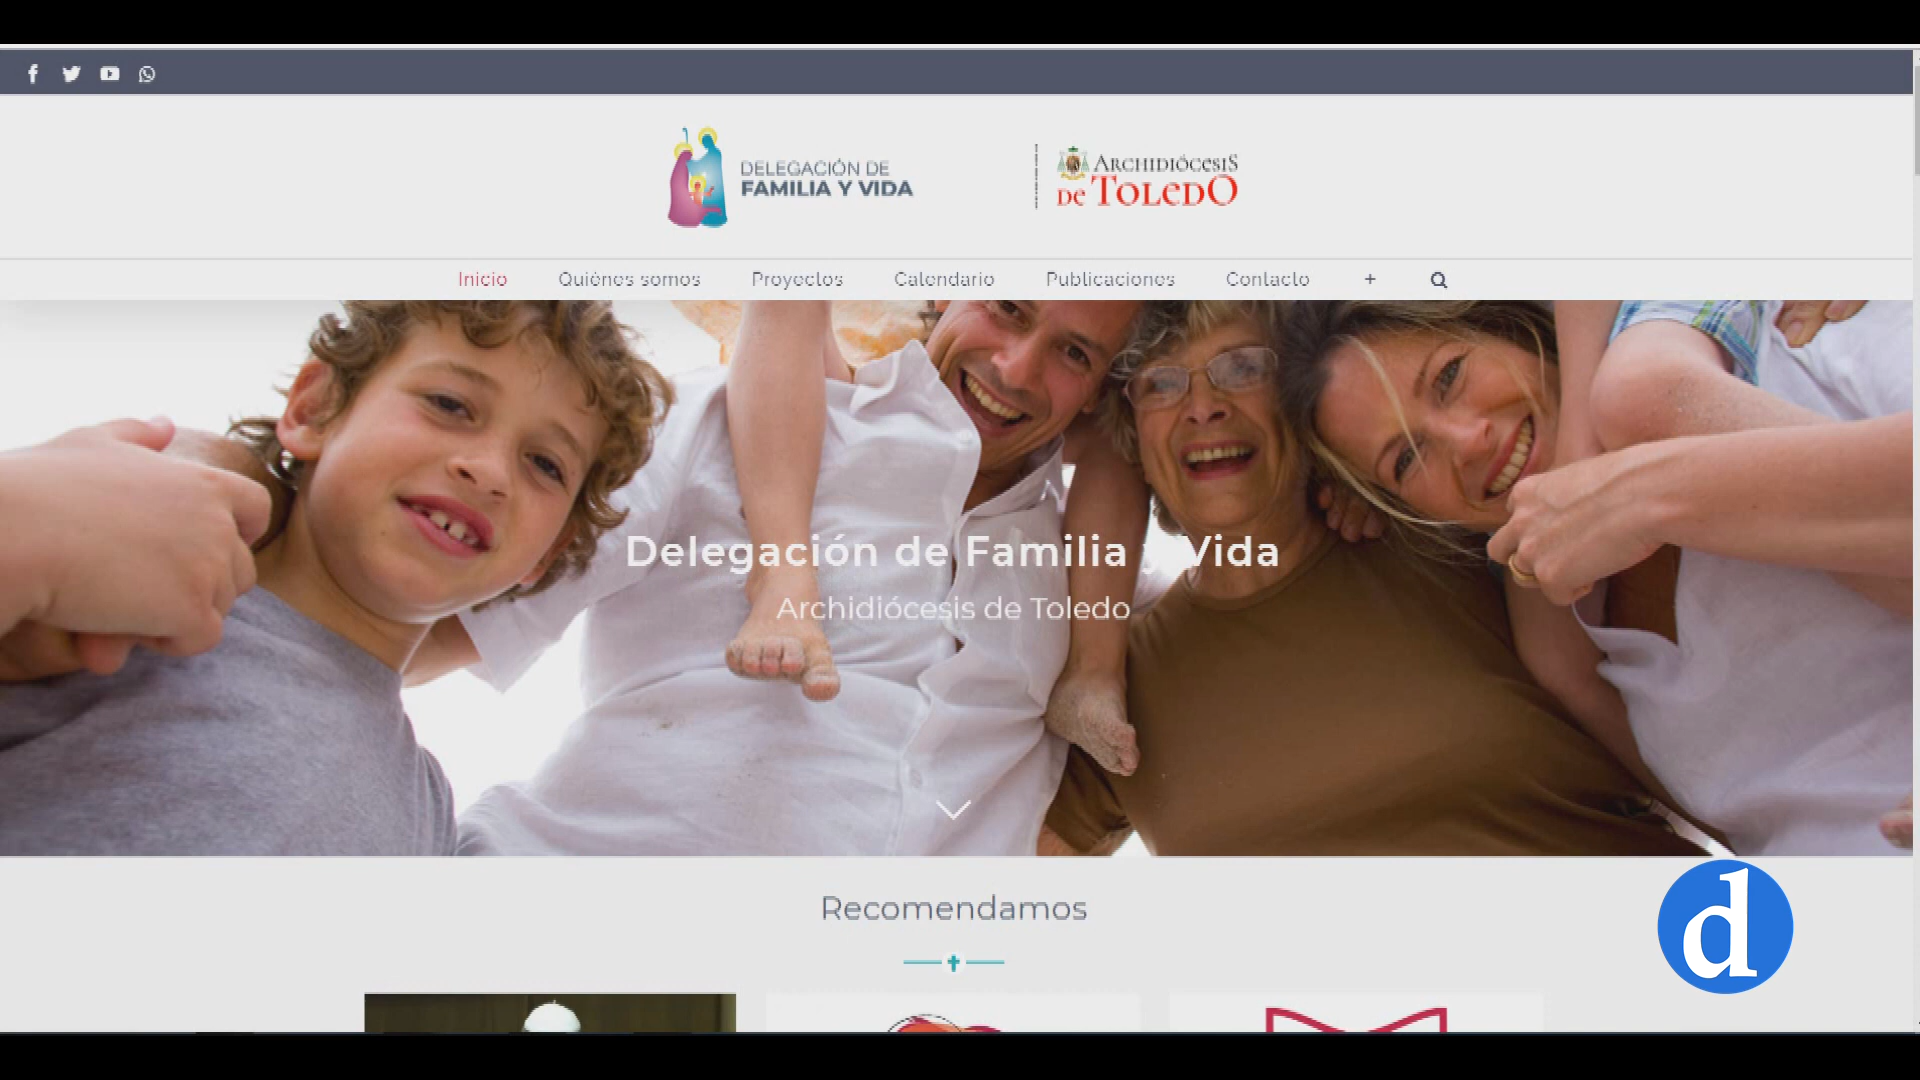 DELEGACIÓN DE
FAMILIA Y VIDA
ARCHIDIÓCESIS
DE TOLEDO
Inicio Quiénes somos Proyectos Calendario Publicaciones Contacto +
Delegación de Familia y Vida
Archidiócesis de Toledo
Recomendamos
d